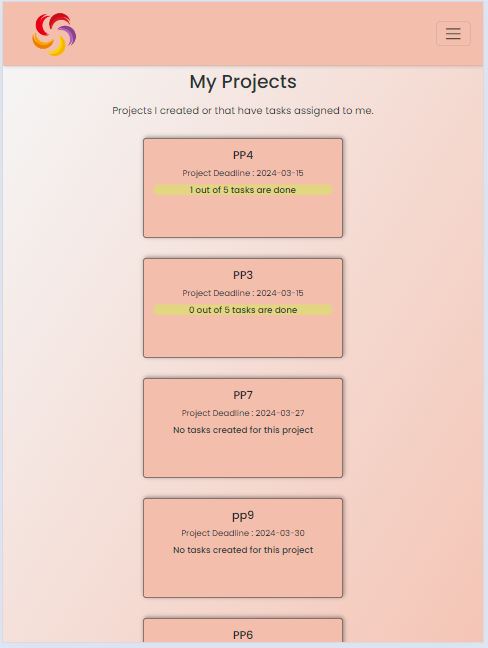 My Projects
Projects I created or that have tasks assigned to me.
PP4
Project Deadline : 2024-03-15
1 out of 5 tasks are done
PP3
Project Deadline : 2024-03-15
0 out of 5 tasks are done
PP7
Project Deadline : 2024-03-27
No tasks created for this project
pp9
Project Deadline : 2024-03-30
No tasks created for this project
PP6